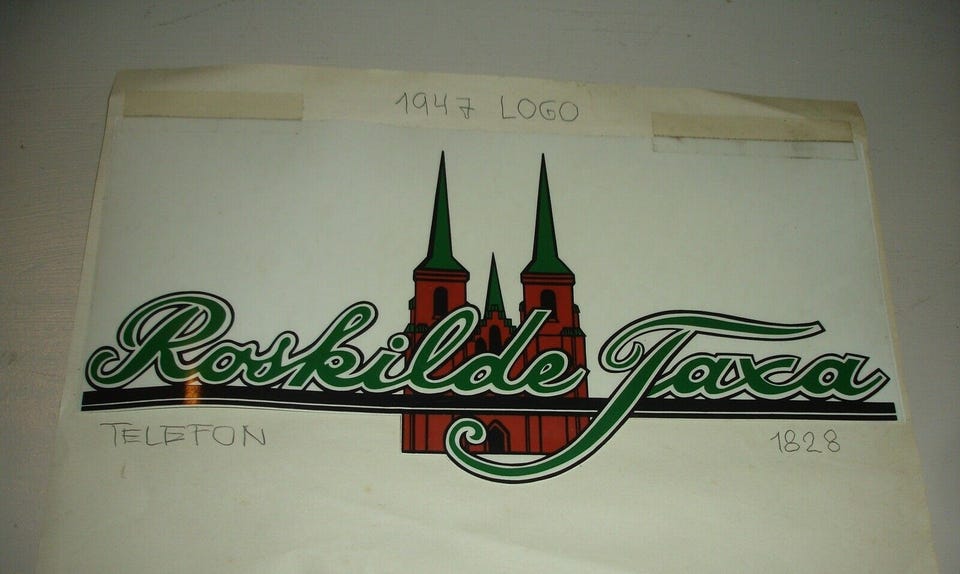 1947 LOGO
Roskilde Taxa
TELEFON 1828